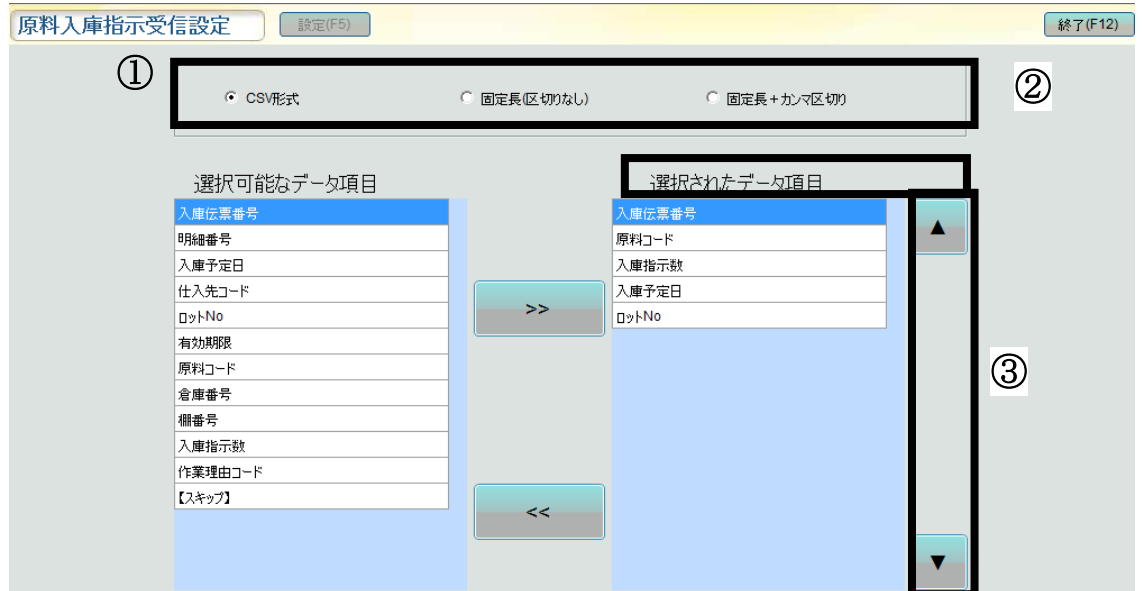 原料入庫指示受信設定 設定(F5) 終了(F12)
① ②
CSV形式 固定長(区切りなし) 固定長+カンマ区切り
選択可能なデータ項目 選択されたデータ項目
入庫伝票番号
明細番号
入庫予定日
仕入先コード
ロットNo
有効期限
原料コード
倉庫番号
棚番号
入庫指示数
作業理由コード
【スキップ】
>>
<<
入庫伝票番号
原料コード
入庫指示数
入庫予定日
ロットNo
▲
③
▼